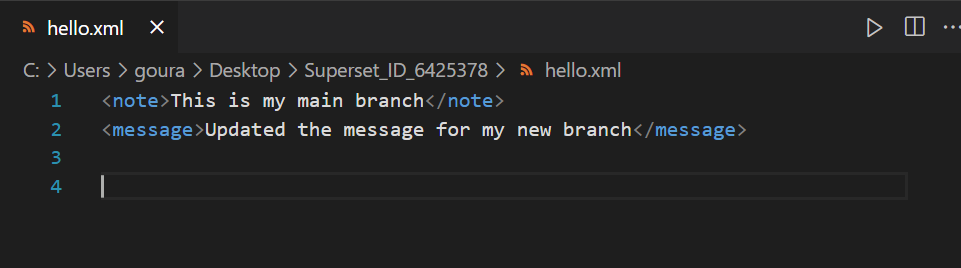 hello.xml
C: > Users > goura > Desktop > Superset_ID_6425378 > hello.xml
1 <note>This is my main branch</note>
2 <message>Updated the message for my new branch</message>
3
4